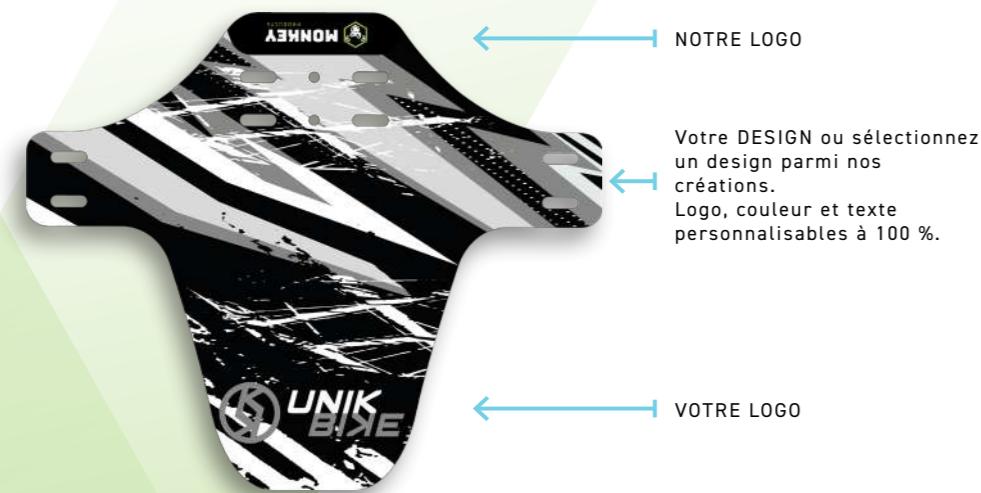 MONKEY
PRODUCTS
NOTRE LOGO
Votre DESIGN ou sélectionnez
un design parmi nos
créations.
Logo, couleur et texte
personnalisables à 100 %.
UNIK
BIKE
VOTRE LOGO